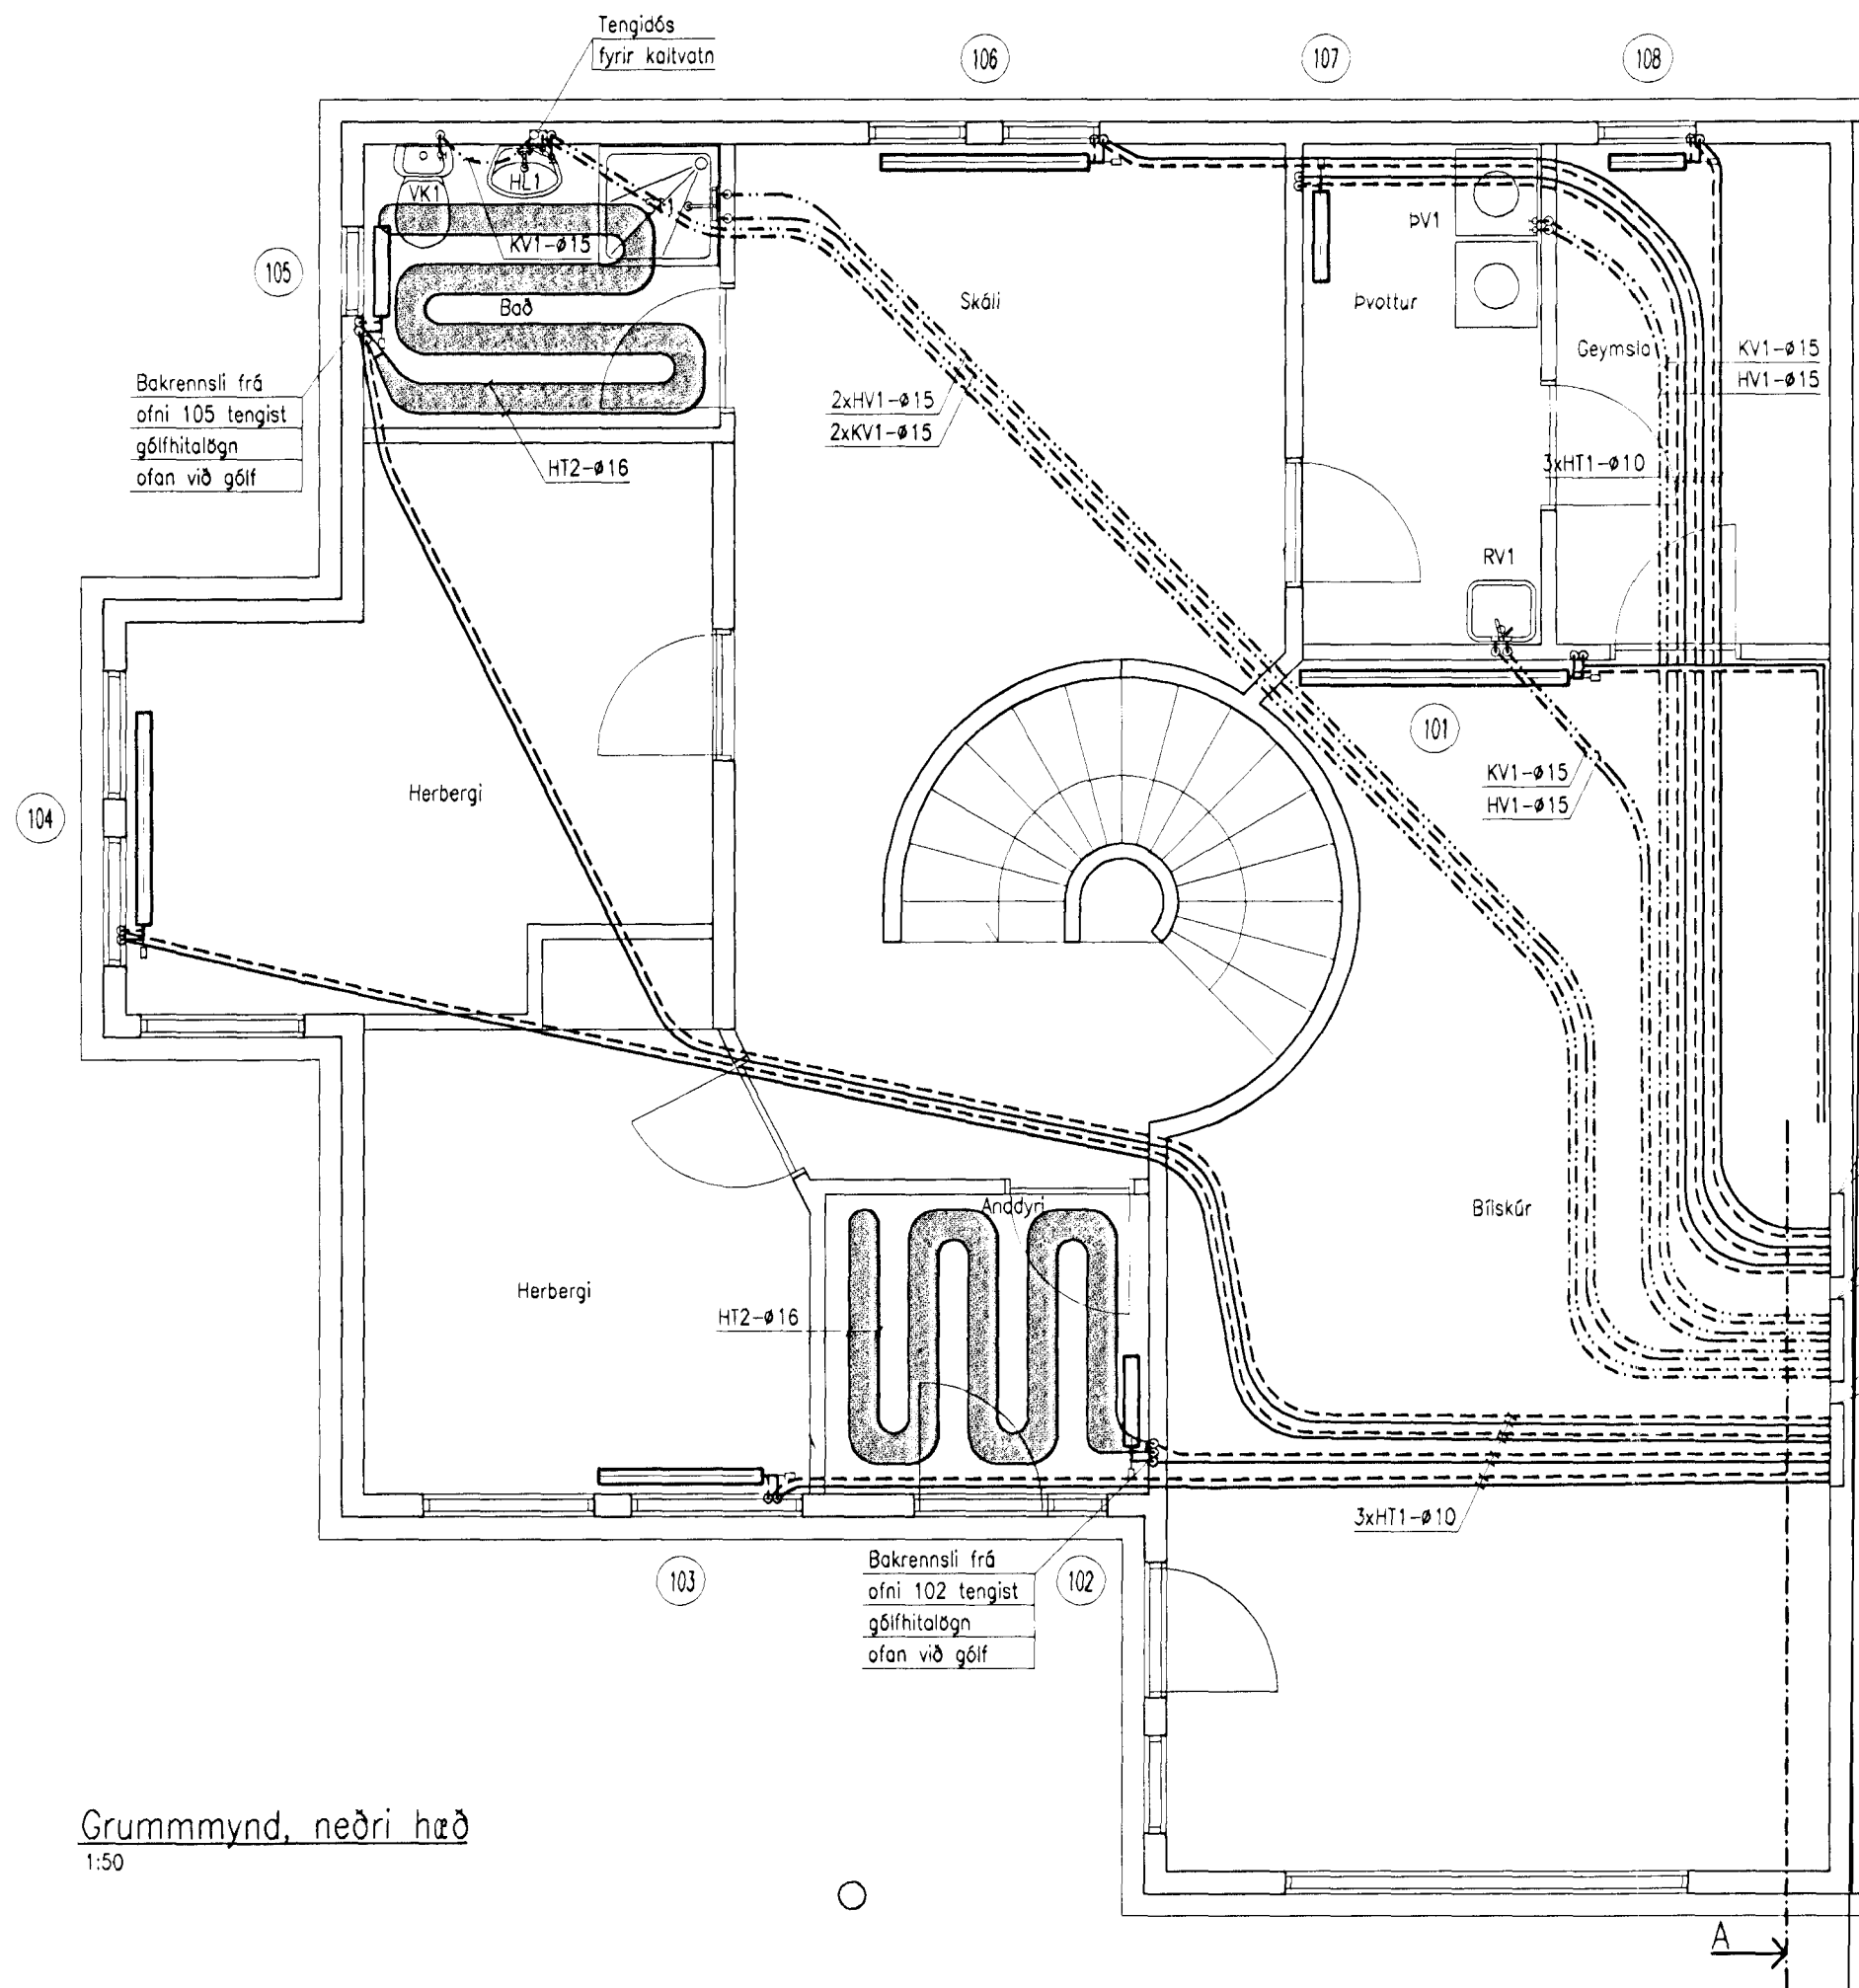 Tengidós
fyrir kaltvatn
106
107
108
VK1
HL1
KV1-ø15
105
Bað
Skáli
Þvottur
ÞV1
Geymsla
KV1-ø15
HV1-ø15
Bakrennsli frá
ofni 105 tengist
gólfhitalögn
ofan við gólf
2xHV1-ø15
2xKV1-ø15
HT2-ø16
3xHT1-ø10
RV1
101
KV1-ø15
HV1-ø15
104
Herbergi
Anddyri
Bílskúr
Herbergi
HT2-ø16
3xHT1-ø10
103
Bakrennsli frá
ofni 102 tengist
gólfhitalögn
ofan við gólf
102
Grummmynd, neðri hæð
1:50
A